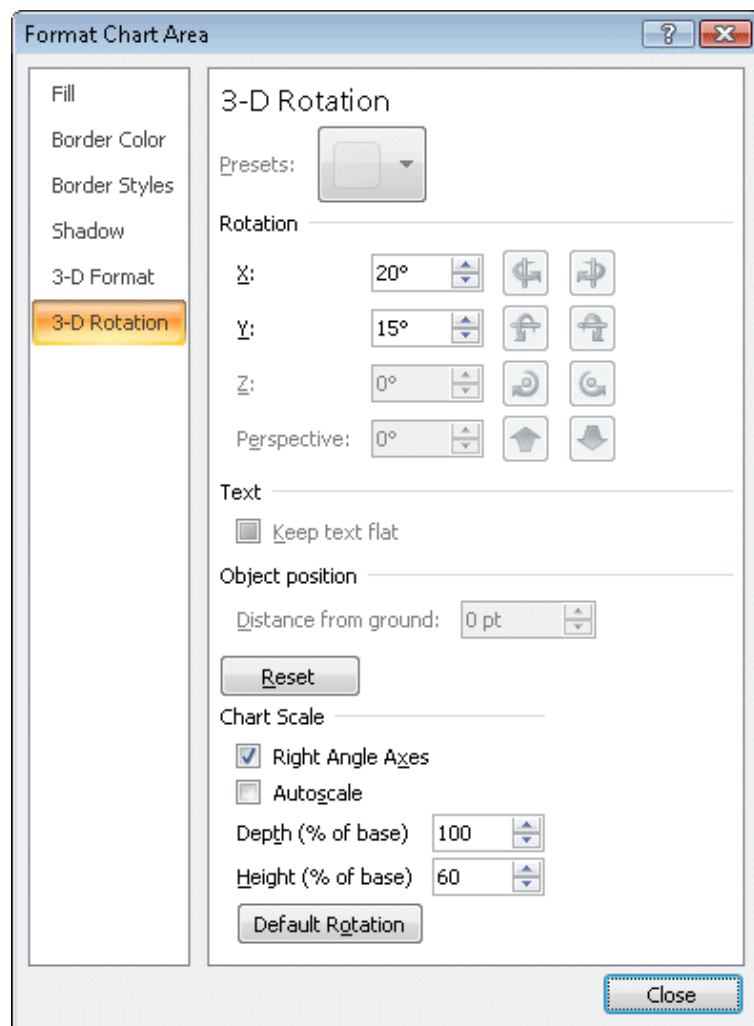 Format Chart Area
Fill
Border Color
Border Styles
Shadow
3-D Format
3-D Rotation
3-D Rotation
Presets:
Rotation
X: 20°
Y: 15°
Z: 0°
Perspective: 0°
Text
Keep text flat
Object position
Distance from ground: 0 pt
Reset
Chart Scale
Right Angle Axes
Autoscale
Depth (% of base) 100
Height (% of base) 60
Default Rotation
Close